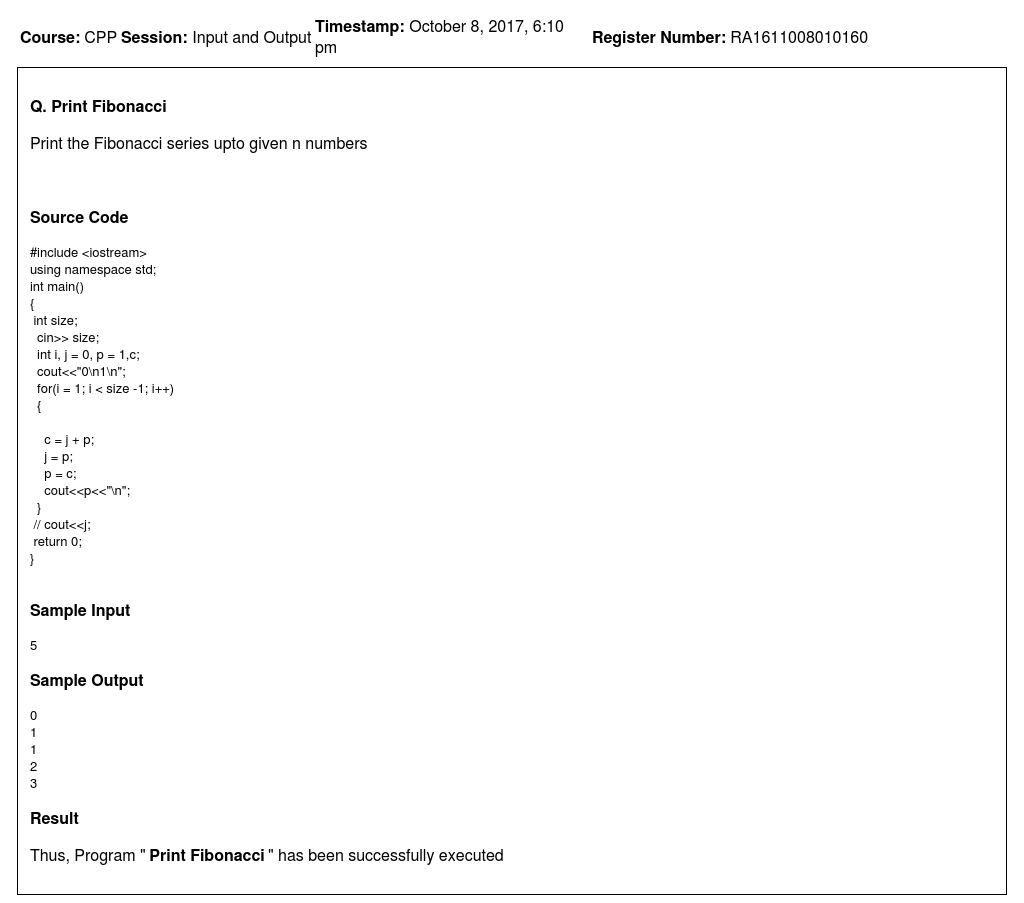 Course: CPP Session: Input and Output Timestamp: October 8, 2017, 6:10 pm Register Number: RA1611008010160
Q. Print Fibonacci
Print the Fibonacci series upto given n numbers
Source Code
#include <iostream>
using namespace std;
int main()
{
 int size;
  cin>> size;
  int i, j = 0, p = 1,c;
  cout<<"0\n1\n";
  for(i = 1; i < size -1; i++)
  {
    c = j + p;
    j = p;
    p = c;
    cout<<p<<"\n";
  }
 // cout<<j;
 return 0;
}
Sample Input
5
Sample Output
0
1
1
2
3
Result
Thus, Program " Print Fibonacci " has been successfully executed